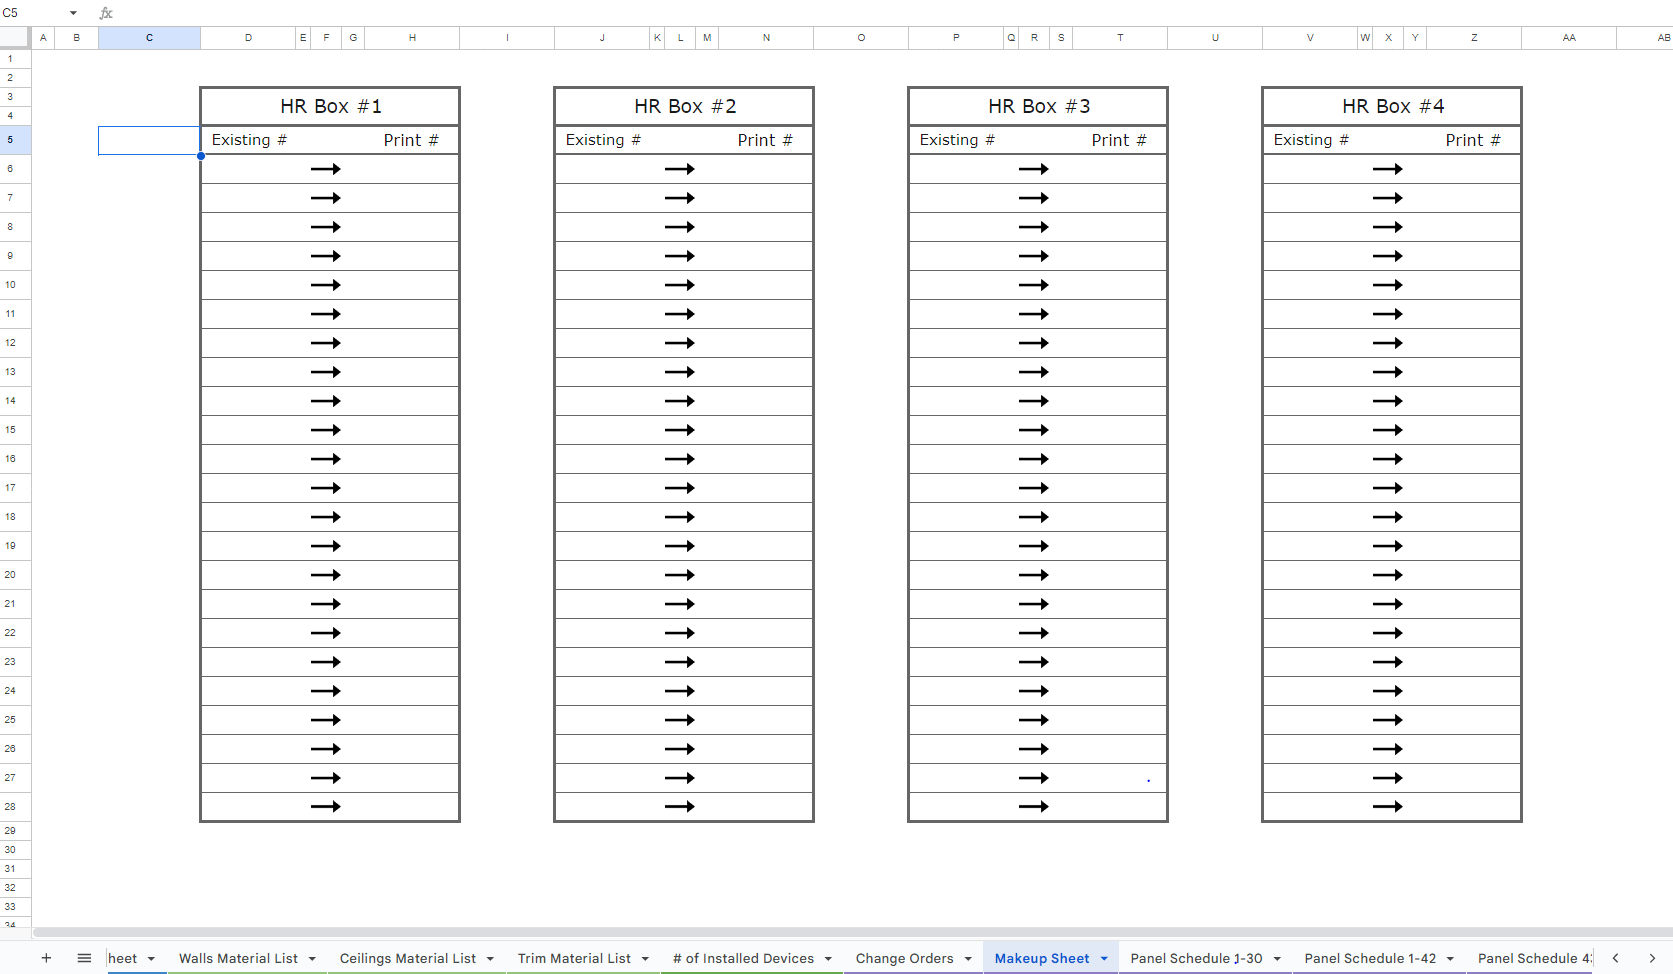 C5 fx
A B C D E F G H I J K L M N O P Q R S T U V W X Y Z AA AB
1
2
3 HR Box #1 HR Box #2 HR Box #3 HR Box #4
4
5 Existing # Print # Existing # Print # Existing # Print # Existing # Print #
6 → → → →
7 → → → →
8 → → → →
9 → → → →
10 → → → →
11 → → → →
12 → → → →
13 → → → →
14 → → → →
15 → → → →
16 → → → →
17 → → → →
18 → → → →
19 → → → →
20 → → → →
21 → → → →
22 → → → →
23 → → → →
24 → → → →
25 → → → →
26 → → → →
27 → → → . →
28 → → → →
29
30
31
32
33
34
+ heet Walls Material List Ceilings Material List Trim Material List # of Installed Devices Change Orders Makeup Sheet Panel Schedule 1-30 Panel Schedule 1-42 Panel Schedule 4